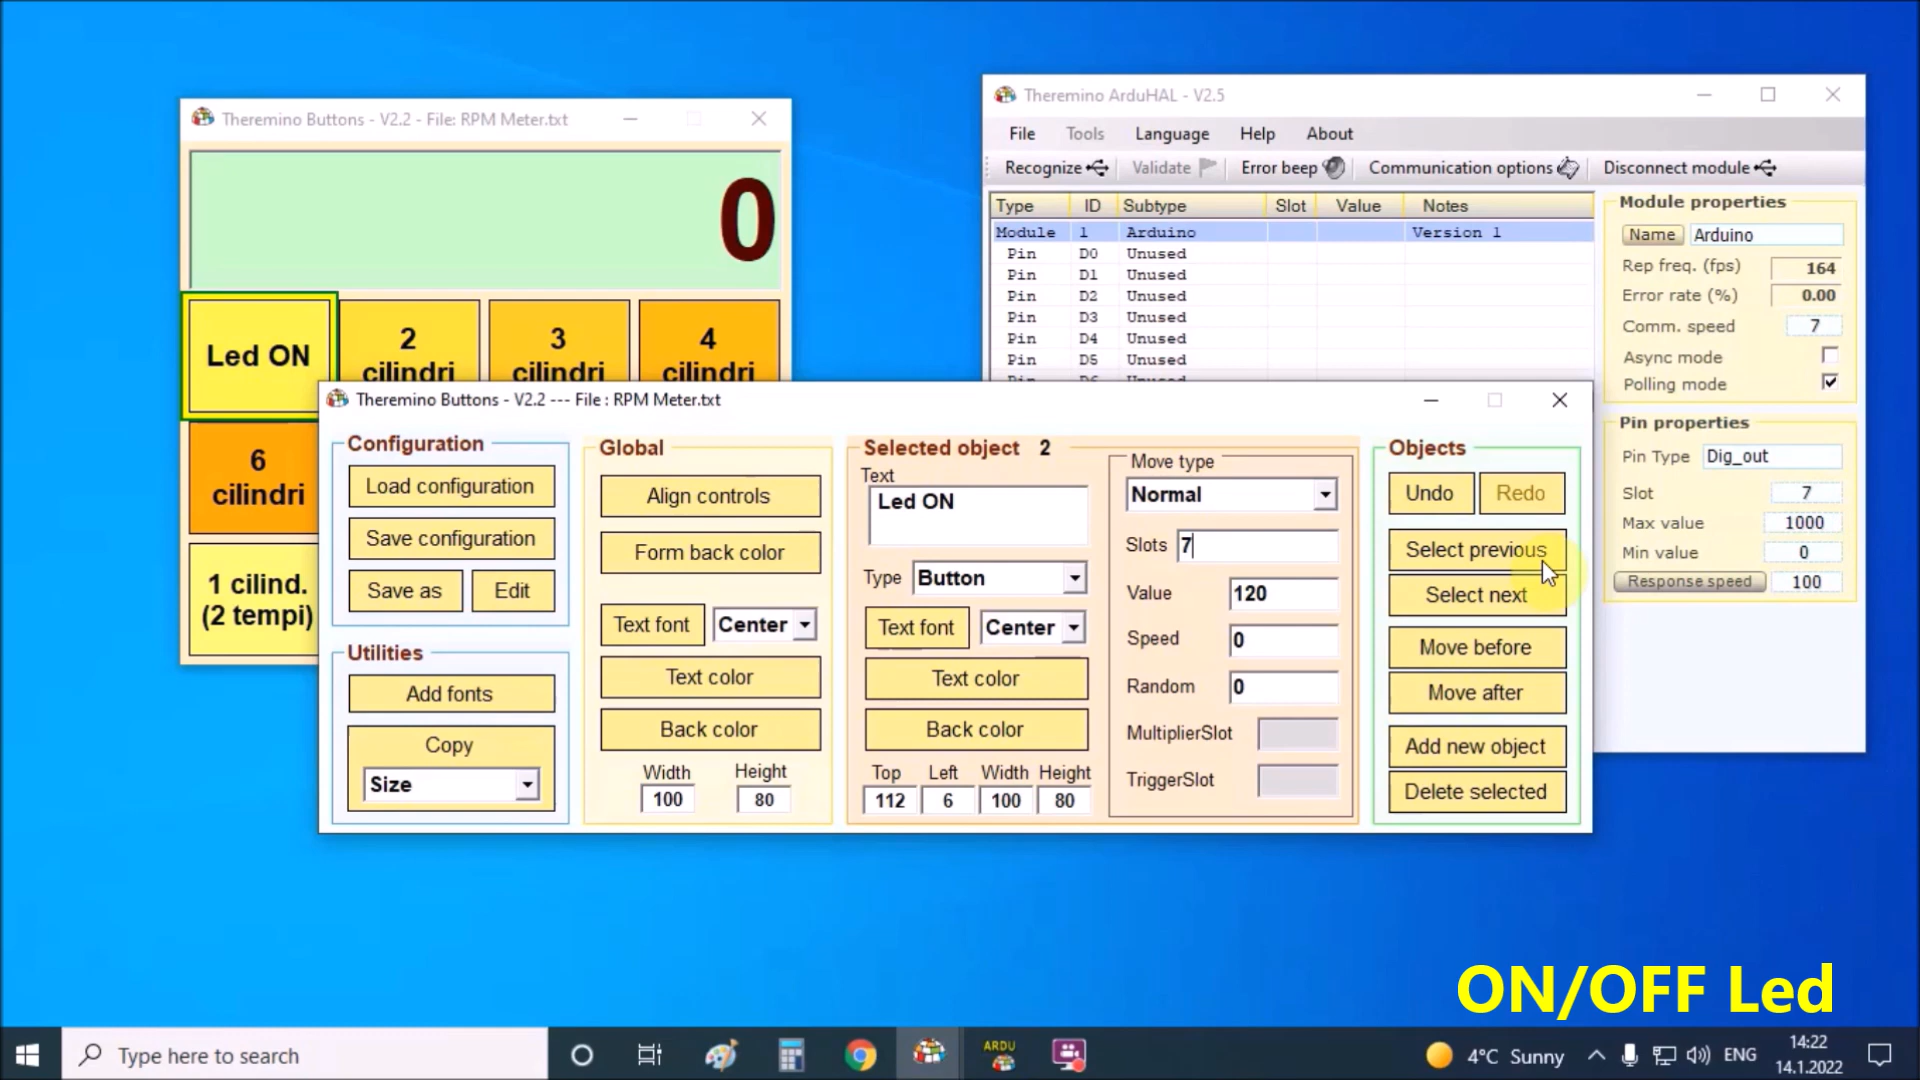 Theremino Buttons - V2.2 - File: RPM Meter.txt
0
Led ON
2
cilindri
3
cilindri
4
cilindri
6
cilindri
1 cilind.
(2 tempi)
Theremino ArduHAL - V2.5
File Tools Language Help About
Recognize Validate Error beep Communication options Disconnect module
Type ID Subtype Slot Value Notes
Module 1 Arduino Version 1
Pin D0 Unused
Pin D1 Unused
Pin D2 Unused
Pin D3 Unused
Pin D4 Unused
Pin D5 Unused
Module properties
Name Arduino
Rep freq. (fps) 164
Error rate (%) 0.00
Comm. speed 7
Async mode
Polling mode
Pin properties
Pin Type Dig_out
Slot 7
Max value 1000
Min value 0
Response speed 100
Theremino Buttons - V2.2 --- File : RPM Meter.txt
Configuration
Load configuration
Save configuration
Save as Edit
Utilities
Add fonts
Copy
Size
Global
Align controls
Form back color
Text font Center
Text color
Back color
Width Height
100 80
Selected object 2
Text
Led ON
Type Button
Text font Center
Text color
Back color
Top Left Width Height
112 6 100 80
Move type
Normal
Slots 7
Value 120
Speed 0
Random 0
MultiplierSlot
TriggerSlot
Objects
Undo Redo
Select previous
Select next
Move before
Move after
Add new object
Delete selected
ON/OFF Led
Type here to search
ARDU
4°C Sunny
ENG
14:22
14.1.2022